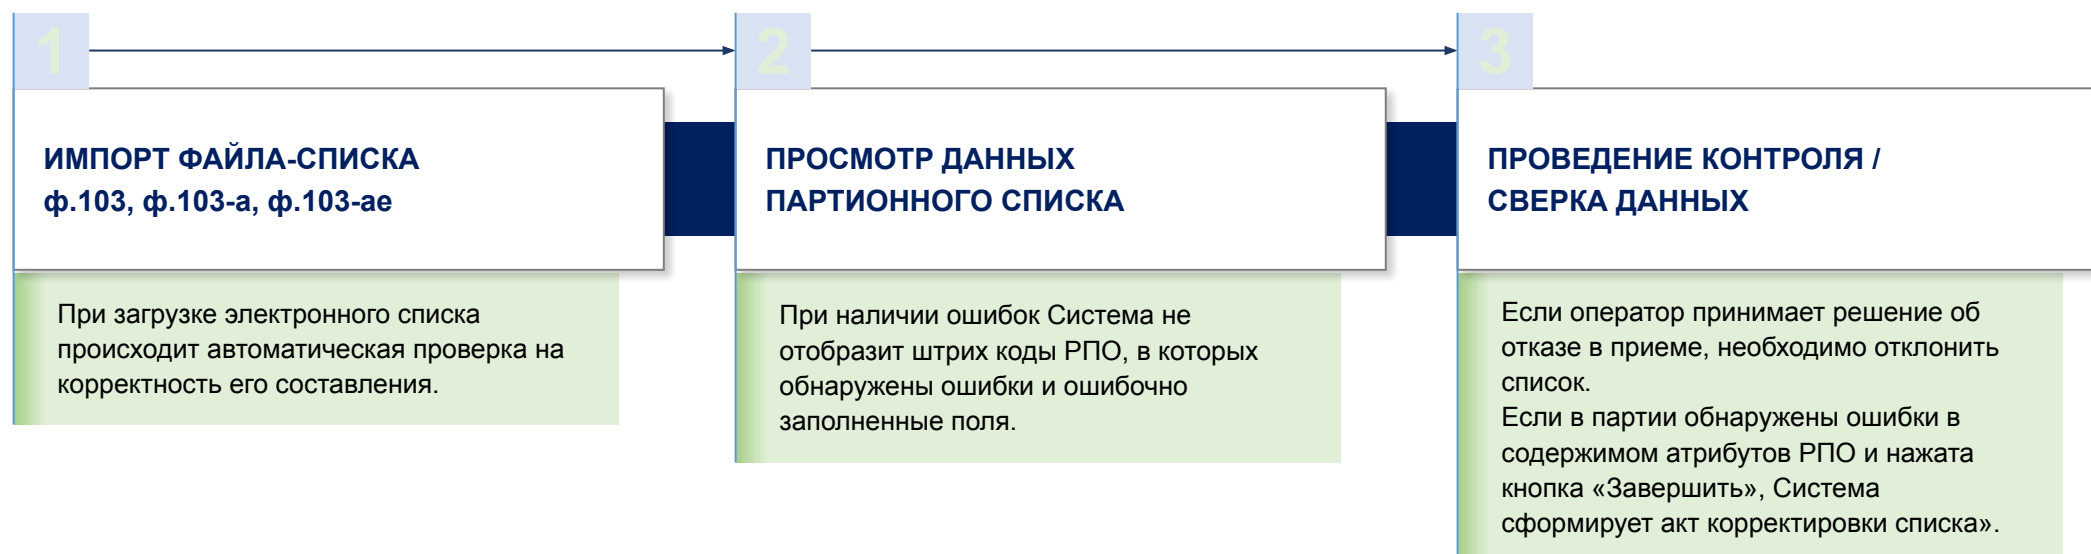 1
ИМПОРТ ФАЙЛА-СПИСКА
ф.103, ф.103-а, ф.103-ае
При загрузке электронного списка
происходит автоматическая проверка на
корректность его составления.
2
ПРОСМОТР ДАННЫХ
ПАРТИОННОГО СПИСКА
При наличии ошибок Система не
отобразит штрих коды РПО, в которых
обнаружены ошибки и ошибочно
заполненные поля.
3
ПРОВЕДЕНИЕ КОНТРОЛЯ /
СВЕРКА ДАННЫХ
Если оператор принимает решение об
отказе в приеме, необходимо отклонить
список.
Если в партии обнаружены ошибки в
содержимом атрибутов РПО и нажата
кнопка «Завершить», Система
сформирует акт корректировки списка».